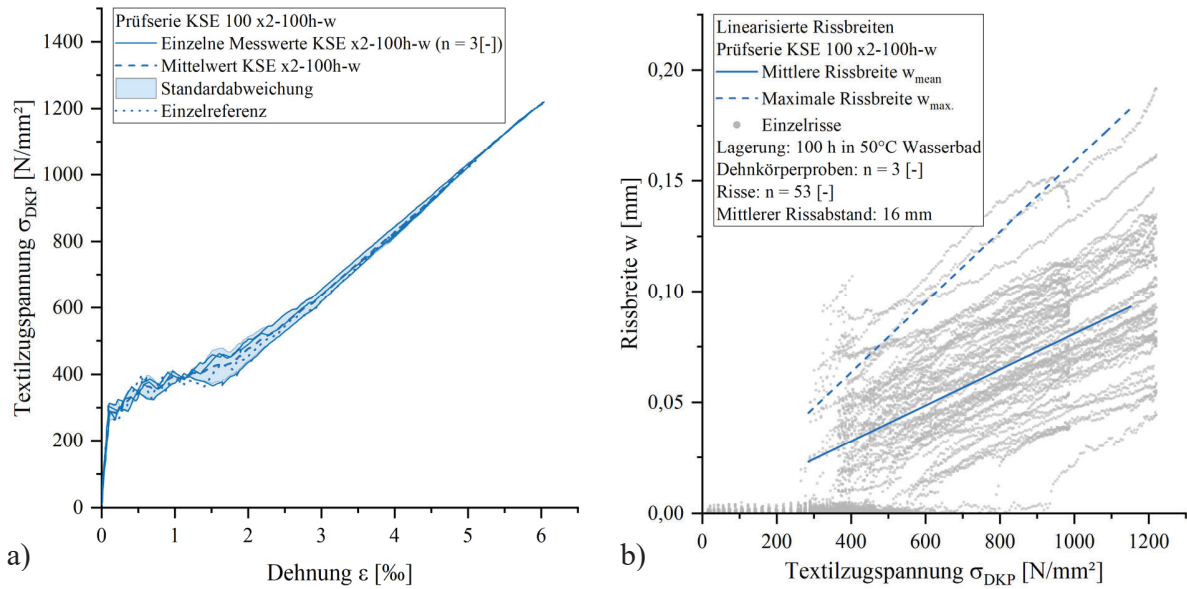 Prüfserie KSE 100 x2-100h-w
Einzelne Messwerte KSE x2-100h-w (n = 3[-])
Mittelwert KSE x2-100h-w
Standardabweichung
Einzelreferenz
1400
1200
1000
800
600
400
200
0
0
1
2
3
4
5
6
Textilzugspannung σDKP [N/mm²]
Dehnung ε [‰]
a)
Linearisierte Rissbreiten
Prüfserie KSE 100 x2-100h-w
Mittlere Rissbreite wmean
Maximale Rissbreite wmax.
Einzelrisse
Lagerung: 100 h in 50°C Wasserbad
Dehnkörperproben: n = 3 [-]
Risse: n = 53 [-]
Mittlerer Rissabstand: 16 mm
0,20
0,15
0,10
0,05
0,00
0
200
400
600
800
1000
1200
Rissbreite w [mm]
Textilzugspannung σDKP [N/mm²]
b)